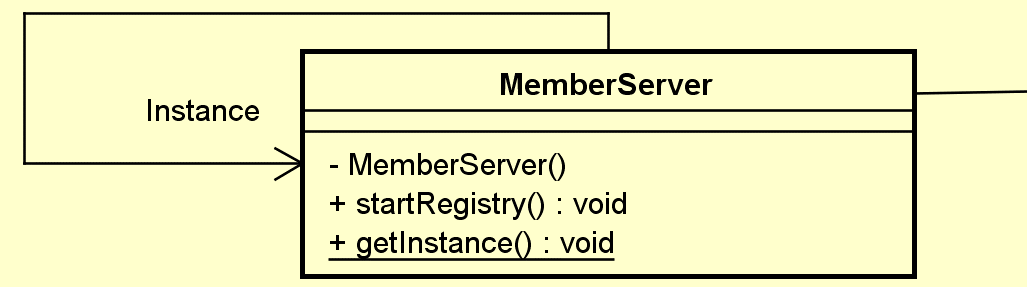 MemberServer
Instance
- MemberServer()
+ startRegistry() : void
+ getInstance() : void